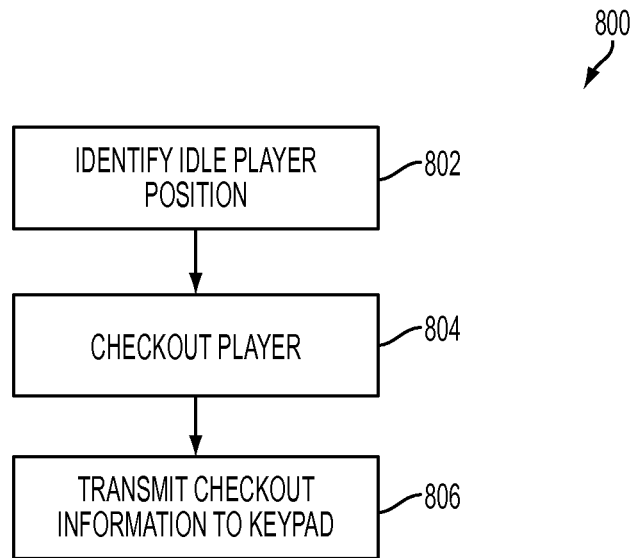 800
IDENTIFY IDLE PLAYER
POSITION
802
CHECKOUT PLAYER
804
TRANSMIT CHECKOUT
INFORMATION TO KEYPAD
806